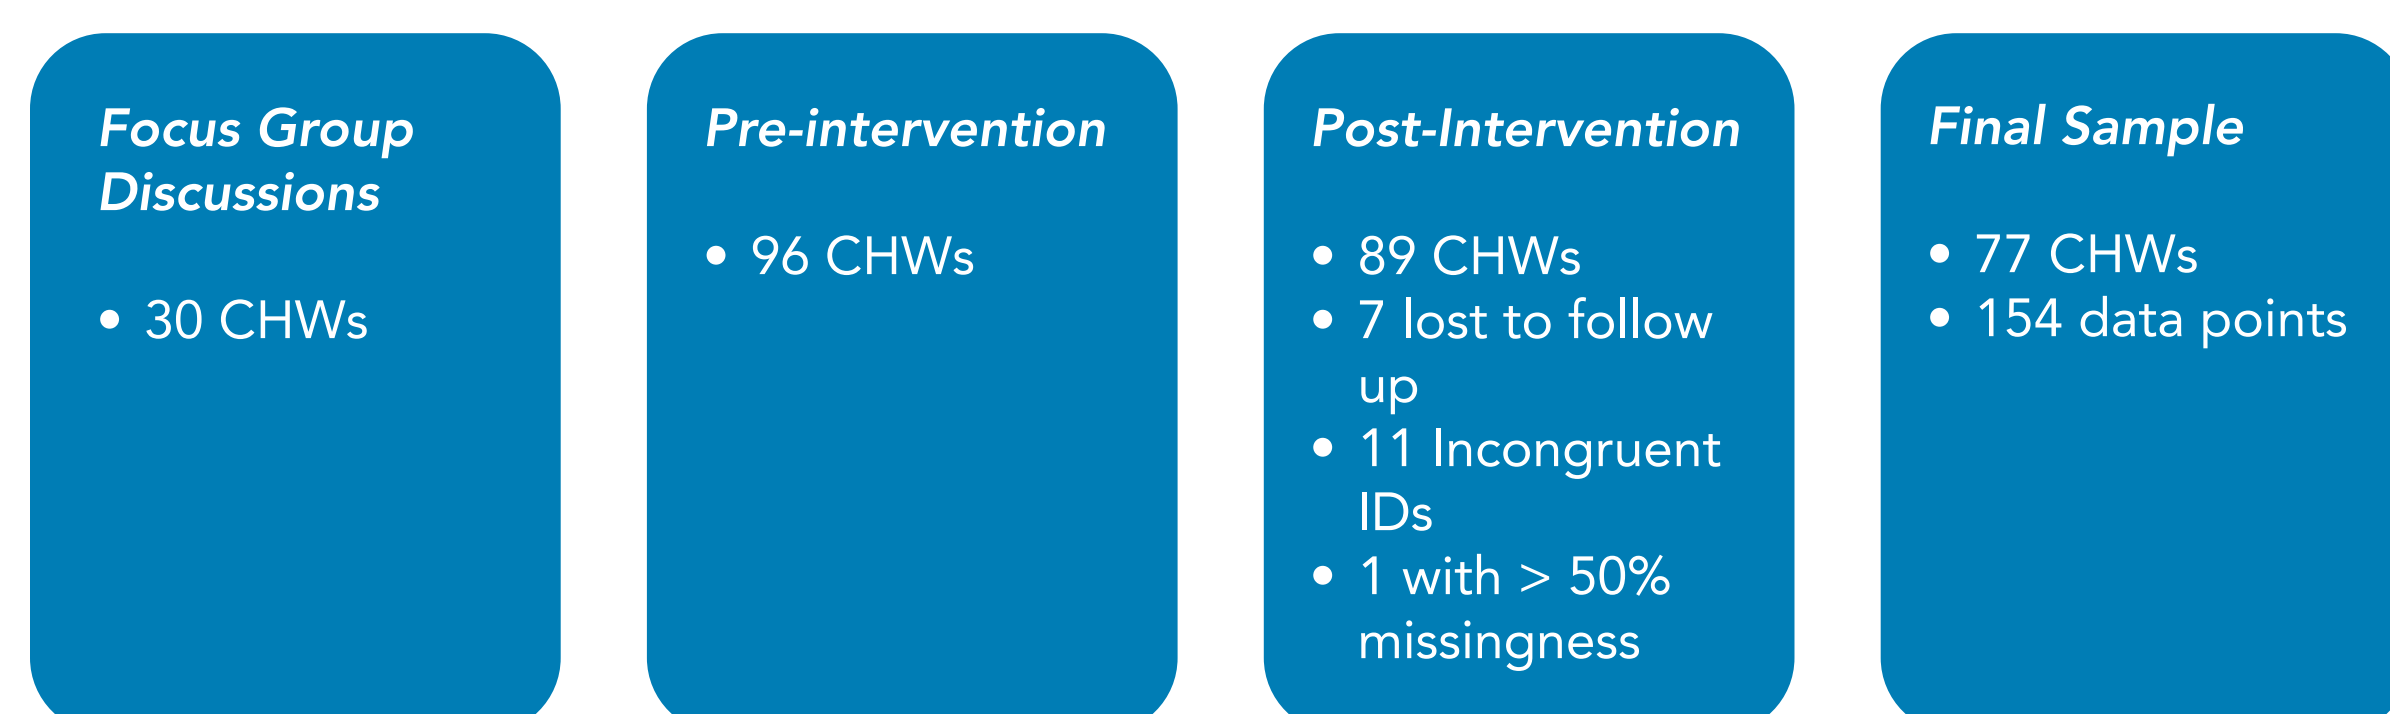 Focus Group
Discussions
• 30 CHWs
Pre-intervention
• 96 CHWs
Post-Intervention
• 89 CHWs
• 7 lost to follow
up
• 11 Incongruent
IDs
• 1 with > 50%
missingness
Final Sample
• 77 CHWs
• 154 data points